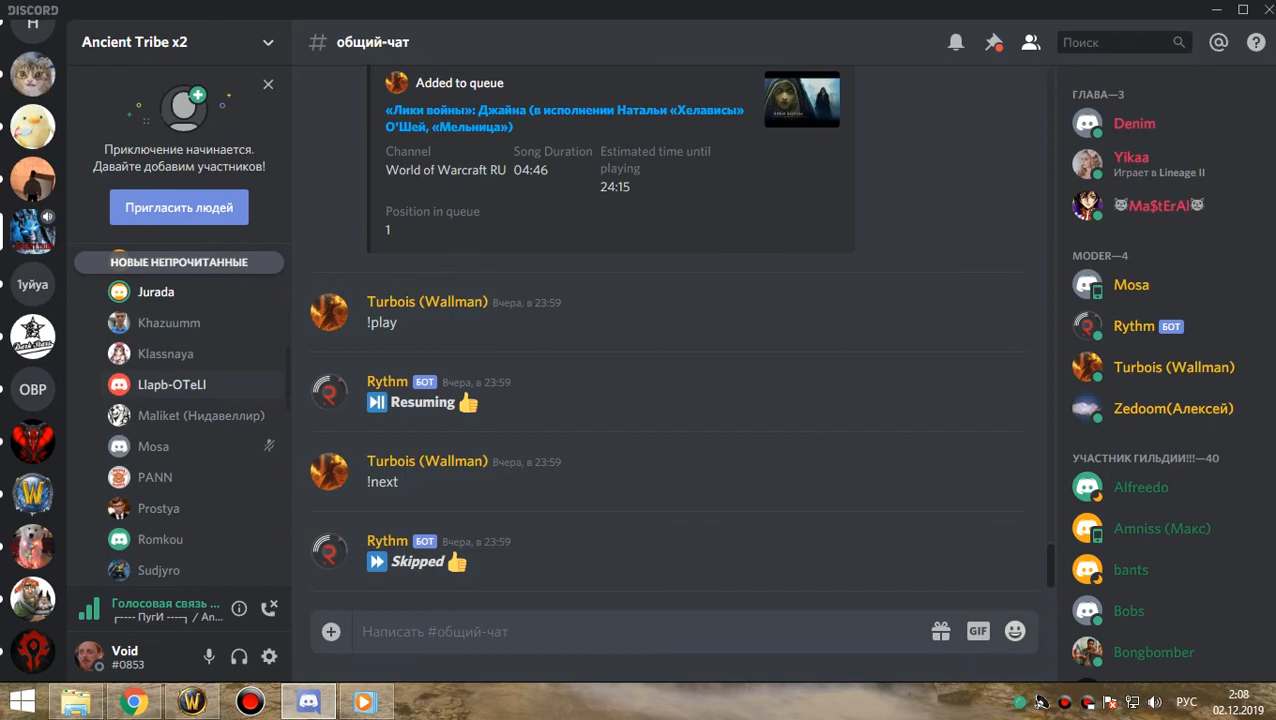 DISCORD
H
Ancient Tribe x2
общий-чат
Поиск
Приключение начинается.
Давайте добавим участников!
Пригласить людей
НОВЫЕ НЕПРОЧИТАННЫЕ
1уйуа
ОВР
Jurada
Khazuumm
Klassnaya
Llapb-OTeLl
Maliket (Нидавеллир)
Mosa
PANN
Prostya
Romkou
Sudjyro
Голосовая связь ...
ПугИ ----┐ / An...
Void
#0853
Added to queue
«Лики войны»: Джайна (в исполнении Натальи «Хелависы»
О'Шей, «Мельница»)
Channel Song Duration Estimated time until
playing
World of Warcraft RU 04:46
24:15
Position in queue
1
Turbois (Wallman) Вчера, в 23:59
!play
Rythm БОТ Вчера, в 23:59
Resuming
Turbois (Wallman) Вчера, в 23:59
!next
Rythm БОТ Вчера, в 23:59
Skipped
Написать #общий-чат
GIF
ГЛАВА—3
Denim
Yikaa
Играет в Lineage II
Ma$tErAl
MODER—4
Mosa
Rythm БОТ
Turbois (Wallman)
Zedoom(Алексей)
УЧАСТНИК ГИЛЬДИИ!!!—40
Alfreedo
Amniss (Макс)
bants
Bobs
Bongbomber
РУС
2:08
02.12.2019